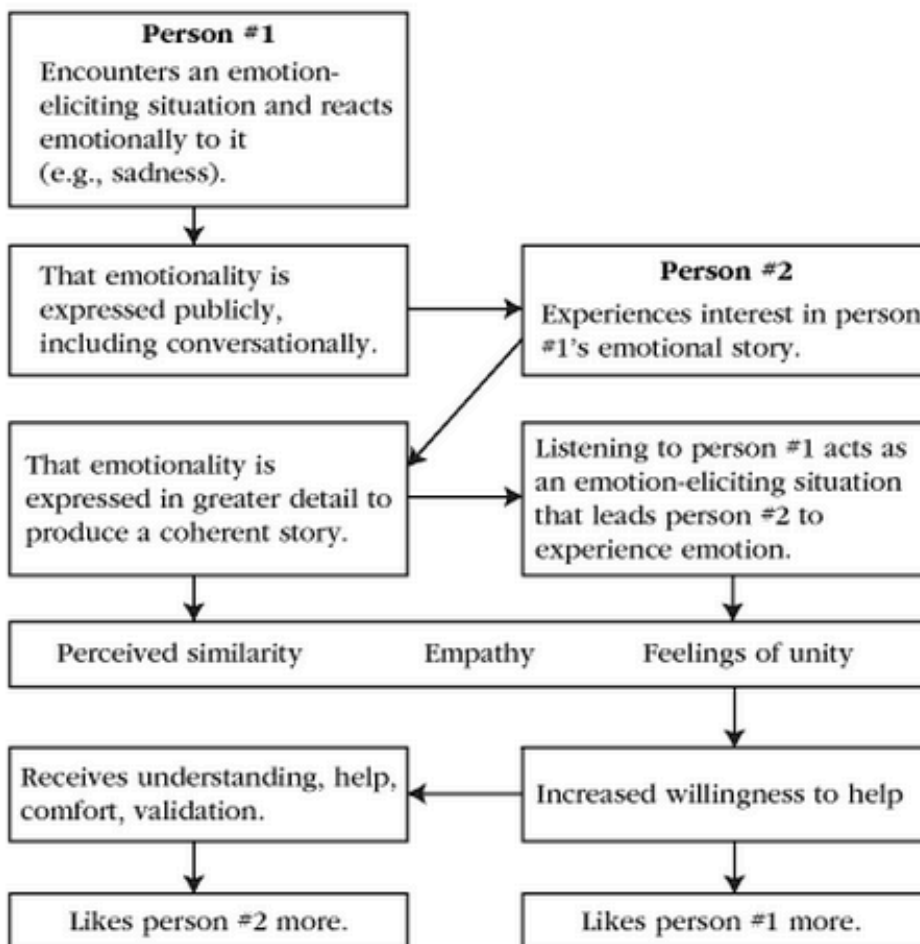 Person #1
Encounters an emotion-
eliciting situation and reacts
emotionally to it
(e.g., sadness).
That emotionality is
expressed publicly,
including conversationally.
Person #2
Experiences interest in person
#1's emotional story.
That emotionality is
expressed in greater detail to
produce a coherent story.
Listening to person #1 acts as
an emotion-eliciting situation
that leads person #2 to
experience emotion.
Perceived similarity Empathy Feelings of unity
Receives understanding, help,
comfort, validation.
Increased willingness to help
Likes person #2 more.
Likes person #1 more.